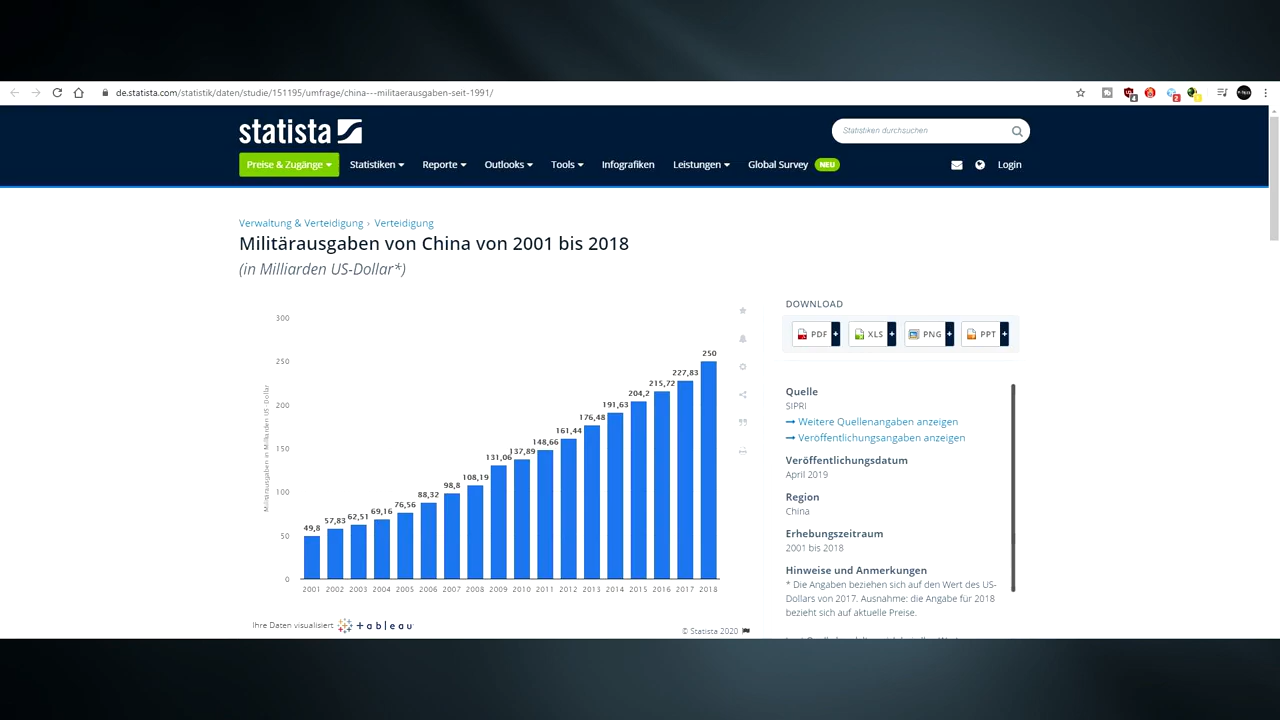 de.statista.com/statistik/daten/studie/151195/umfrage/china---militaerausgaben-seit-1991/
statista
Statistiken durchsuchen
Preise & Zugänge Statistiken Reporte Outlooks Tools Infografiken Leistungen Global Survey NEU Login
Verwaltung & Verteidigung › Verteidigung
Militärausgaben von China von 2001 bis 2018
(in Milliarden US-Dollar*)
Militärausgaben in Milliarden US-Dollar
300
250
200
150
100
50
0
49,8
57,83
62,51
69,16
76,56
88,32
98,8
108,19
131,06
137,89
148,66
161,44
176,48
191,63
204,2
215,72
227,83
250
2001 2002 2003 2004 2005 2006 2007 2008 2009 2010 2011 2012 2013 2014 2015 2016 2017 2018
Ihre Daten visualisiert +ableau
© Statista 2020
DOWNLOAD
PDF + XLS + PNG + PPT +
Quelle
SIPRI
Weitere Quellenangaben anzeigen
Veröffentlichungsangaben anzeigen
Veröffentlichungsdatum
April 2019
Region
China
Erhebungszeitraum
2001 bis 2018
Hinweise und Anmerkungen
* Die Angaben beziehen sich auf den Wert des US-
Dollars von 2017. Ausnahme: die Angabe für 2018
bezieht sich auf aktuelle Preise.